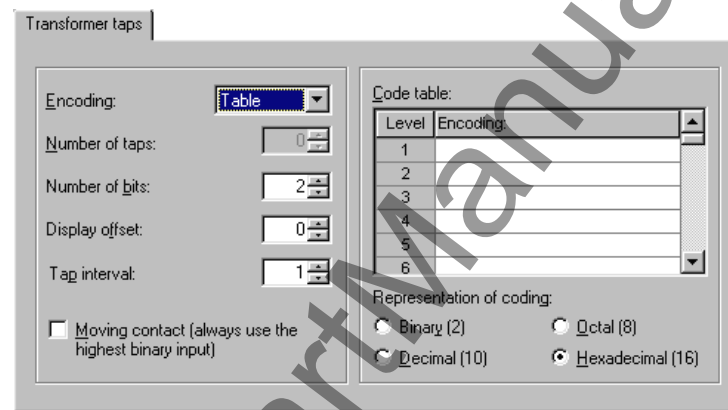 Transformer taps
Encoding: Table
Number of taps: 0
Number of bits: 2
Display offset: 0
Tap interval: 1
Moving contact (always use the
highest binary input)
Code table:
Level Encoding:
1
2
3
4
5
6
Representation of coding:
Binary (2) Octal (8)
Decimal (10) Hexadecimal (16)